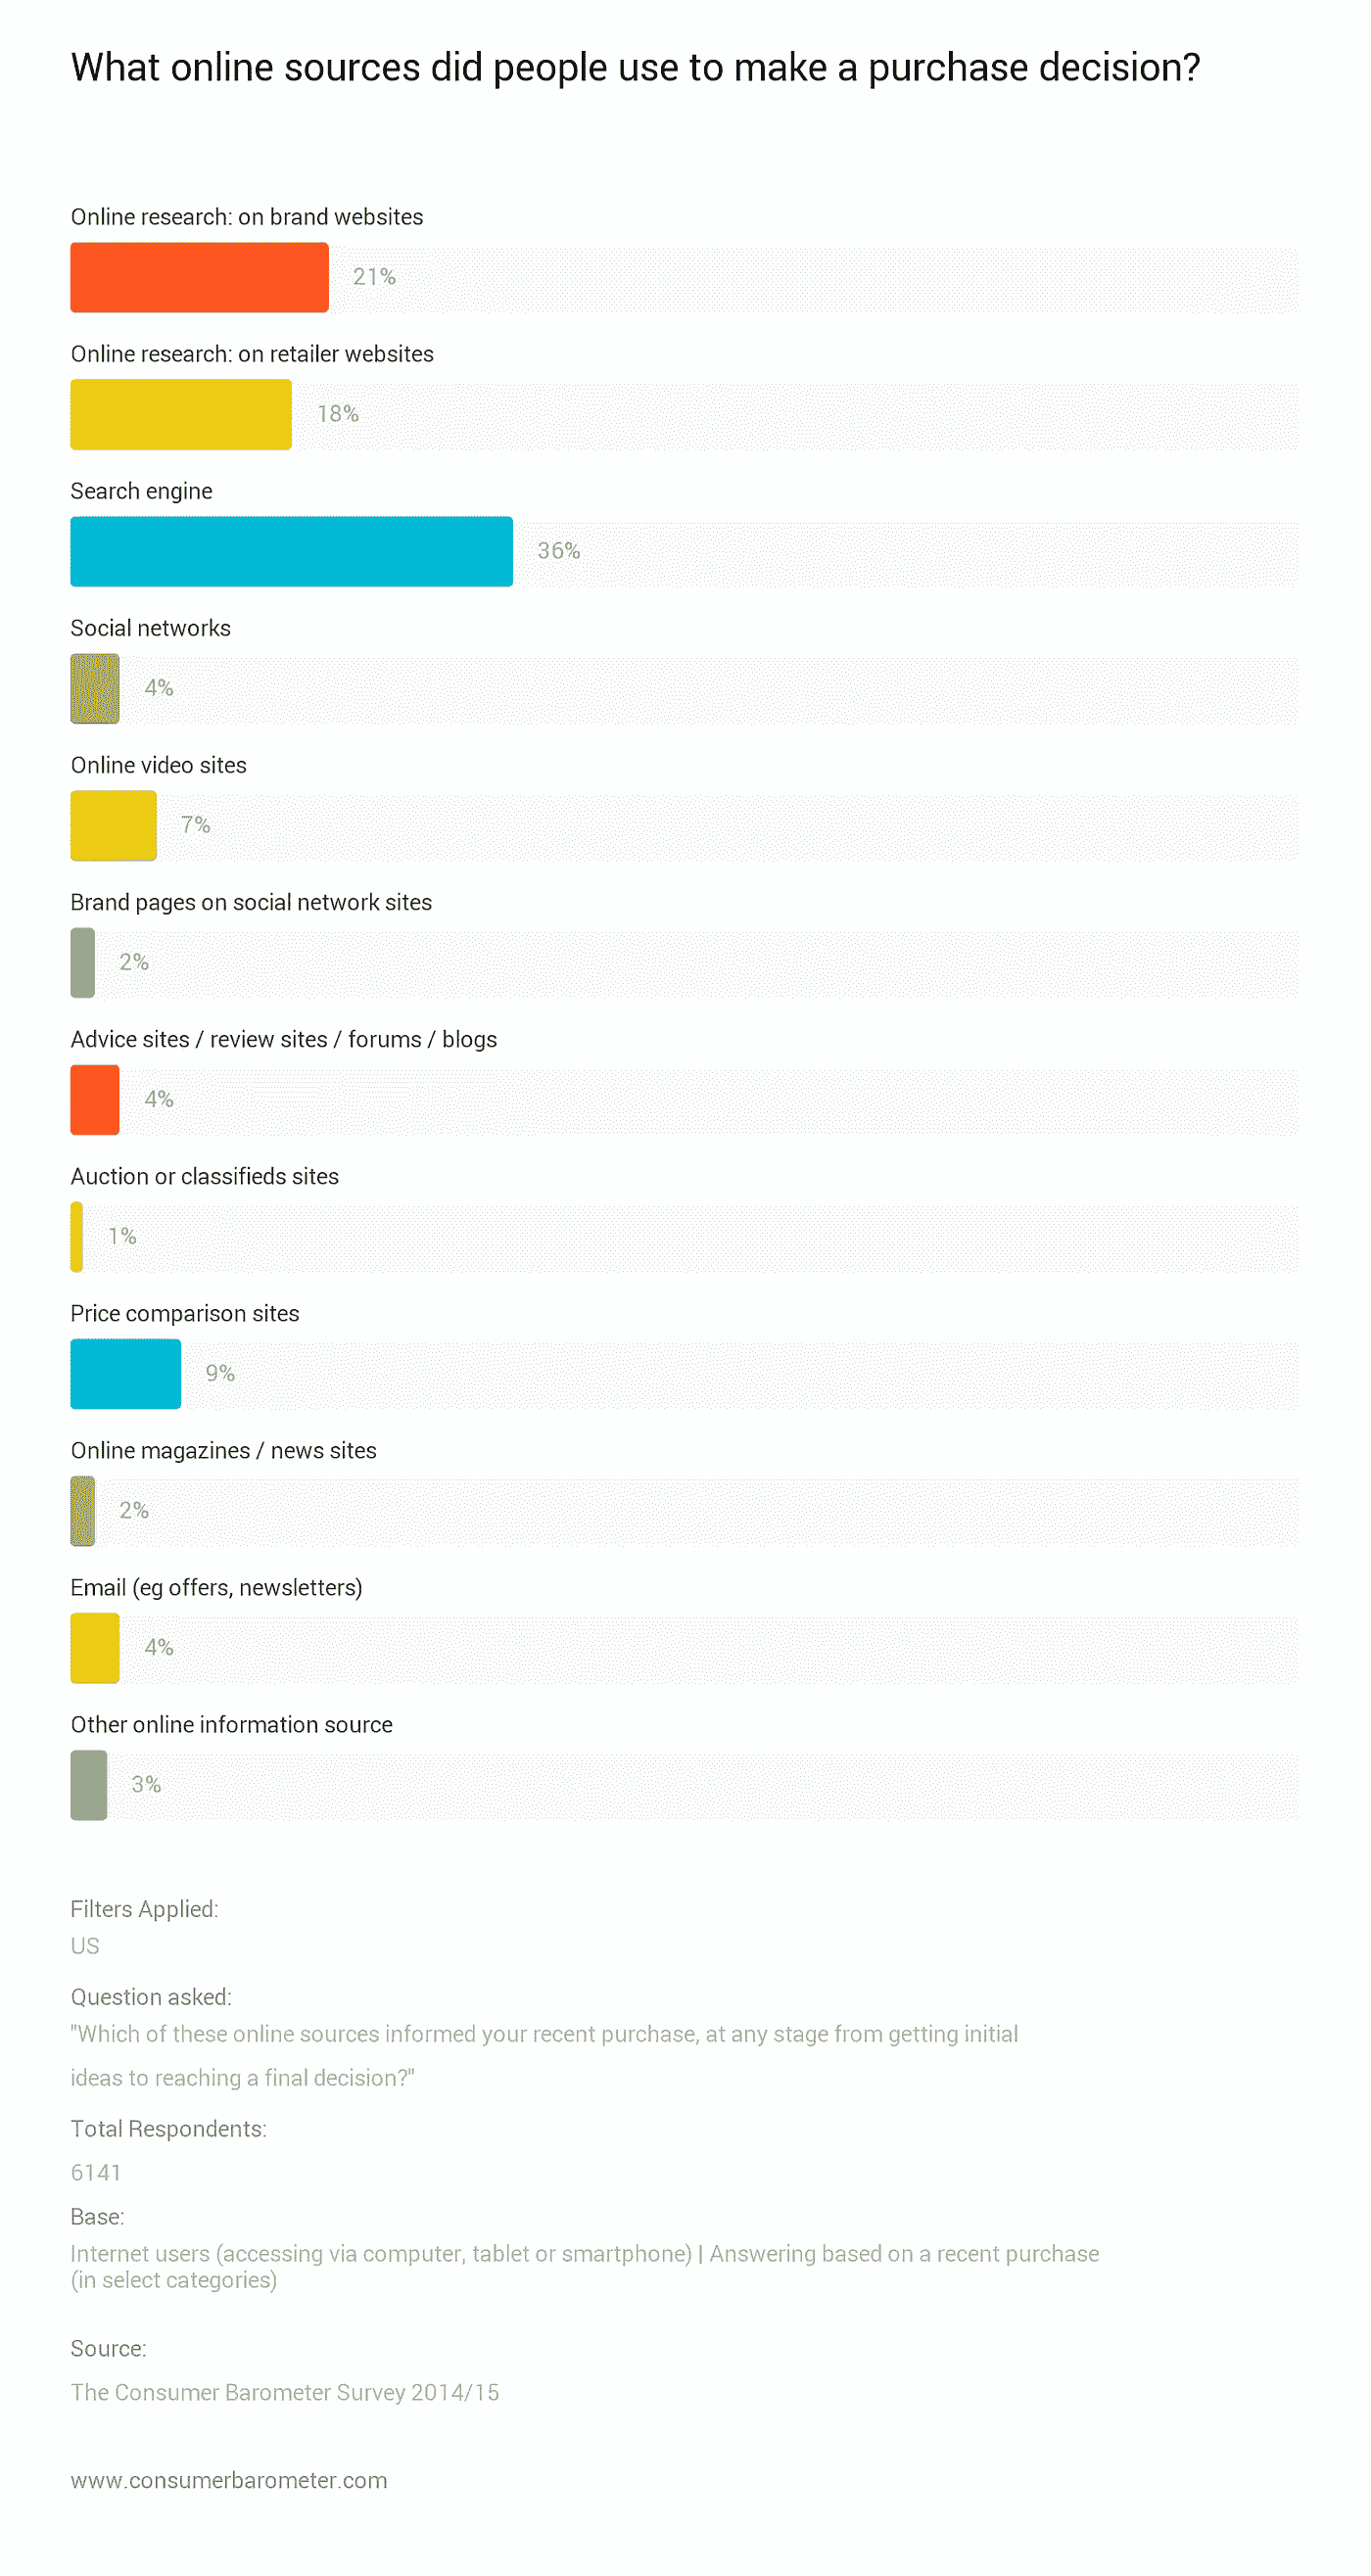 What online sources did people use to make a purchase decision?
Online research: on brand websites
21%
Online research: on retailer websites
18%
Search engine
36%
Social networks
4%
Online video sites
7%
Brand pages on social network sites
2%
Advice sites / review sites / forums / blogs
4%
Auction or classifieds sites
1%
Price comparison sites
9%
Online magazines / news sites
2%
Email (eg offers, newsletters)
4%
Other online information source
3%
Filters Applied:
US
Question asked:
"Which of these online sources informed your recent purchase, at any stage from getting initial
ideas to reaching a final decision?"
Total Respondents:
6141
Base:
Internet users (accessing via computer, tablet or smartphone) | Answering based on a recent purchase
(in select categories)
Source:
The Consumer Barometer Survey 2014/15
www.consumerbarometer.com